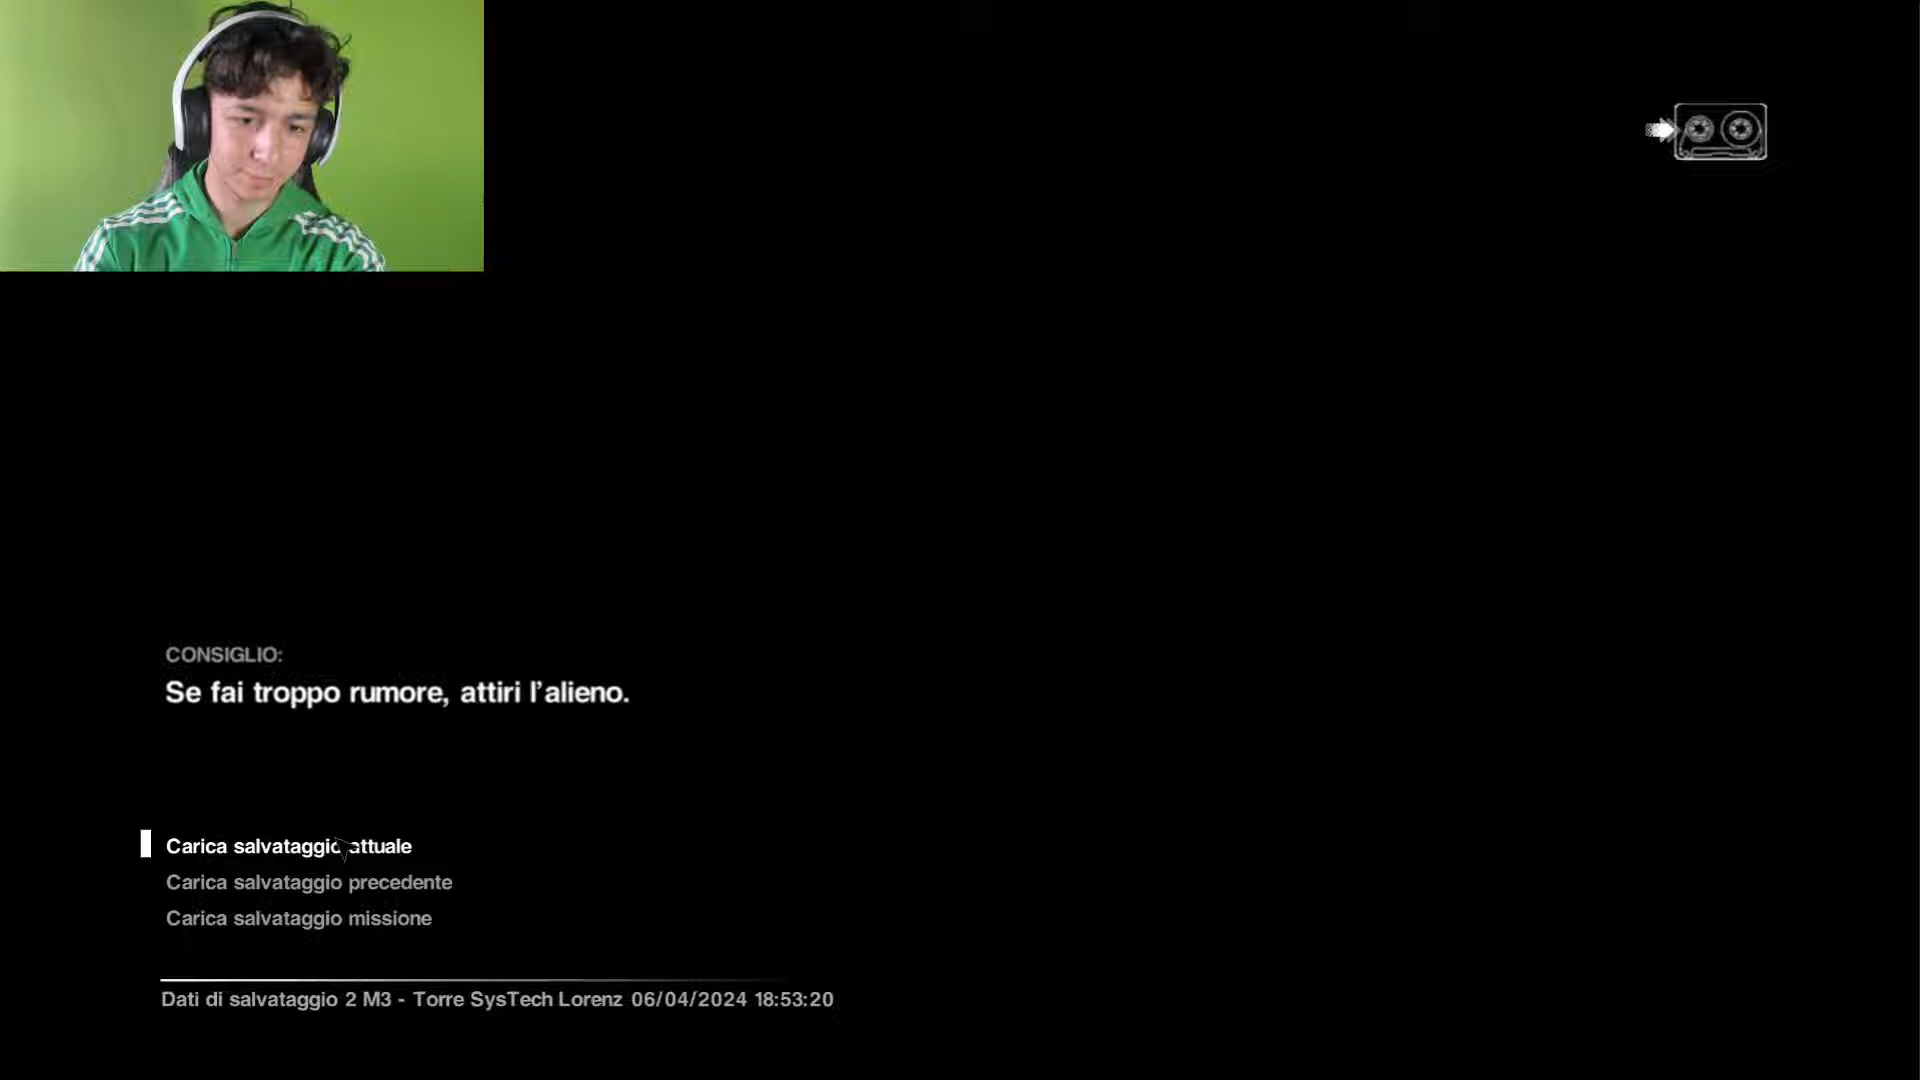 CONSIGLIO:
Se fai troppo rumore, attiri l'alieno.
Carica salvataggio attuale
Carica salvataggio precedente
Carica salvataggio missione
Dati di salvataggio 2 M3 - Torre SysTech Lorenz 06/04/2024 18:53:20